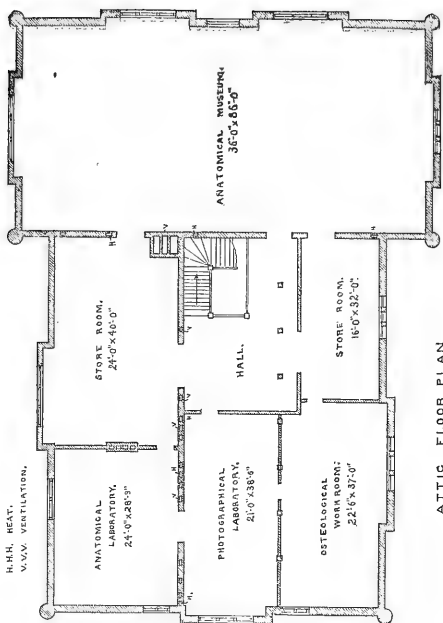 H.H.H. HEAT.
V.V.V. VENTILATION.
ANATOMICAL
LABORATORY.
24'-0"x28'-9"
STORE ROOM.
24'-0"x40'-0"
ANATOMICAL MUSEUM.
36'-0"x86'-0"
PHOTOGRAPHICAL
LABORATORY.
21'-0"x38'-6"
HALL.
OSTEOLOGICAL
WORK ROOM.
22'-6"x37'-0"
STORE ROOM.
16'-0"x32'-0"
H.
V
H
V
V
V
H
V
H
H
ATTIC FLOOR PLAN